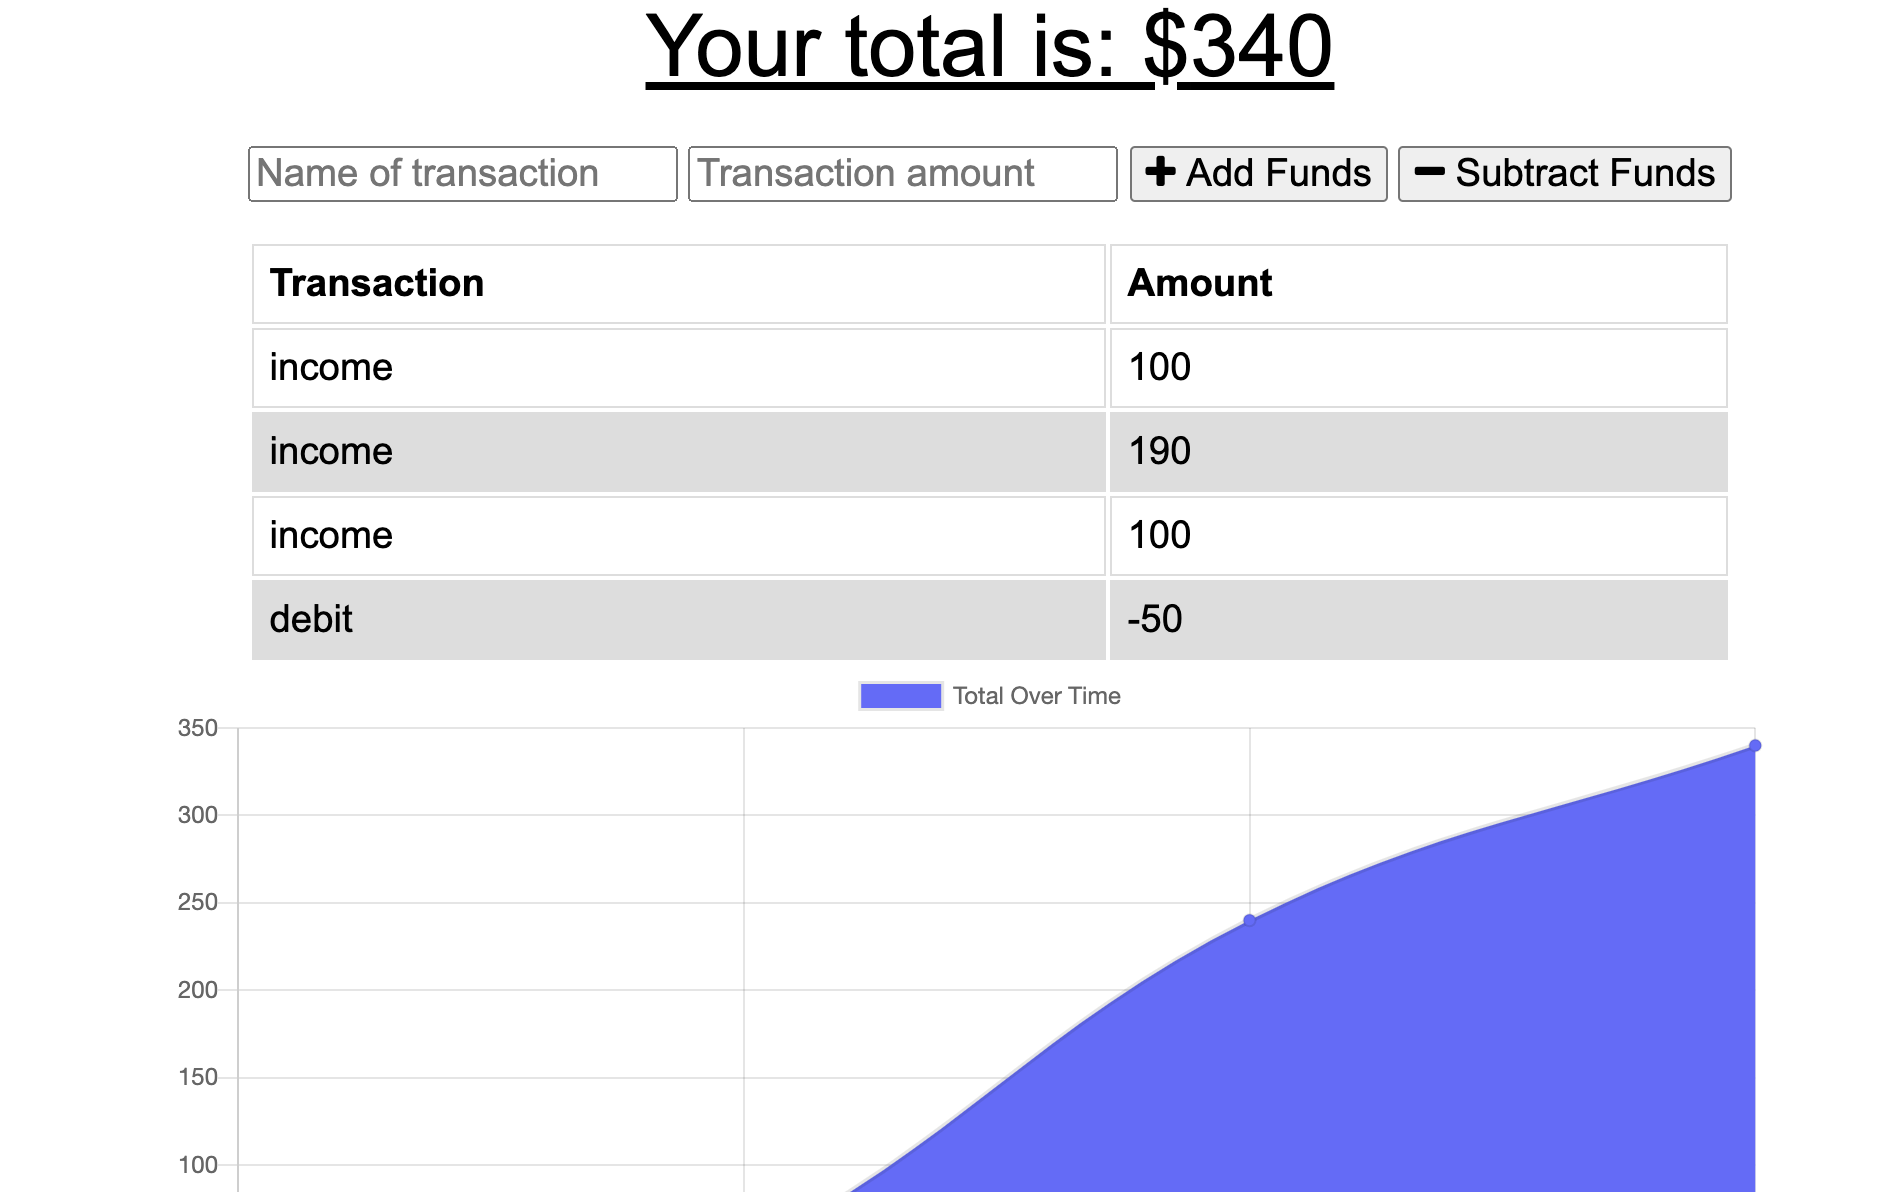 Your total is: $340
Name of transaction Transaction amount Add Funds Subtract Funds
Transaction Amount
income 100
income 190
income 100
debit -50
Total Over Time
350
300
250
200
150
100